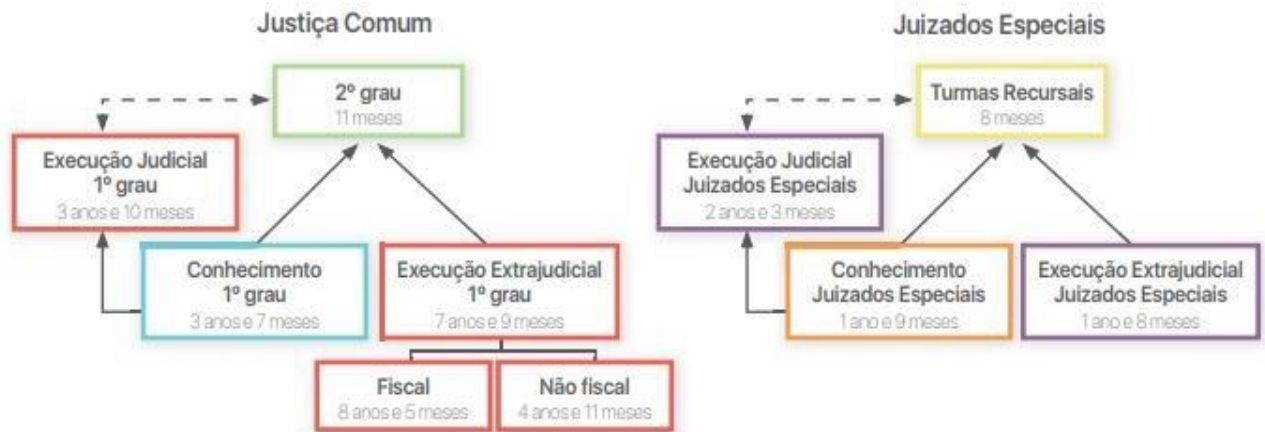 Justiça Comum
2º grau
11 meses
Execução Judicial
1º grau
3 anos e 10 meses
Conhecimento
1º grau
3 anos e 7 meses
Execução Extrajudicial
1º grau
7 anos e 9 meses
Fiscal
8 anos e 5 meses
Não fiscal
4 anos e 11 meses
Juizados Especiais
Turmas Recursais
8 meses
Execução Judicial
Juizados Especiais
2 anos e 3 meses
Conhecimento
Juizados Especiais
1 ano e 9 meses
Execução Extrajudicial
Juizados Especiais
1 ano e 8 meses